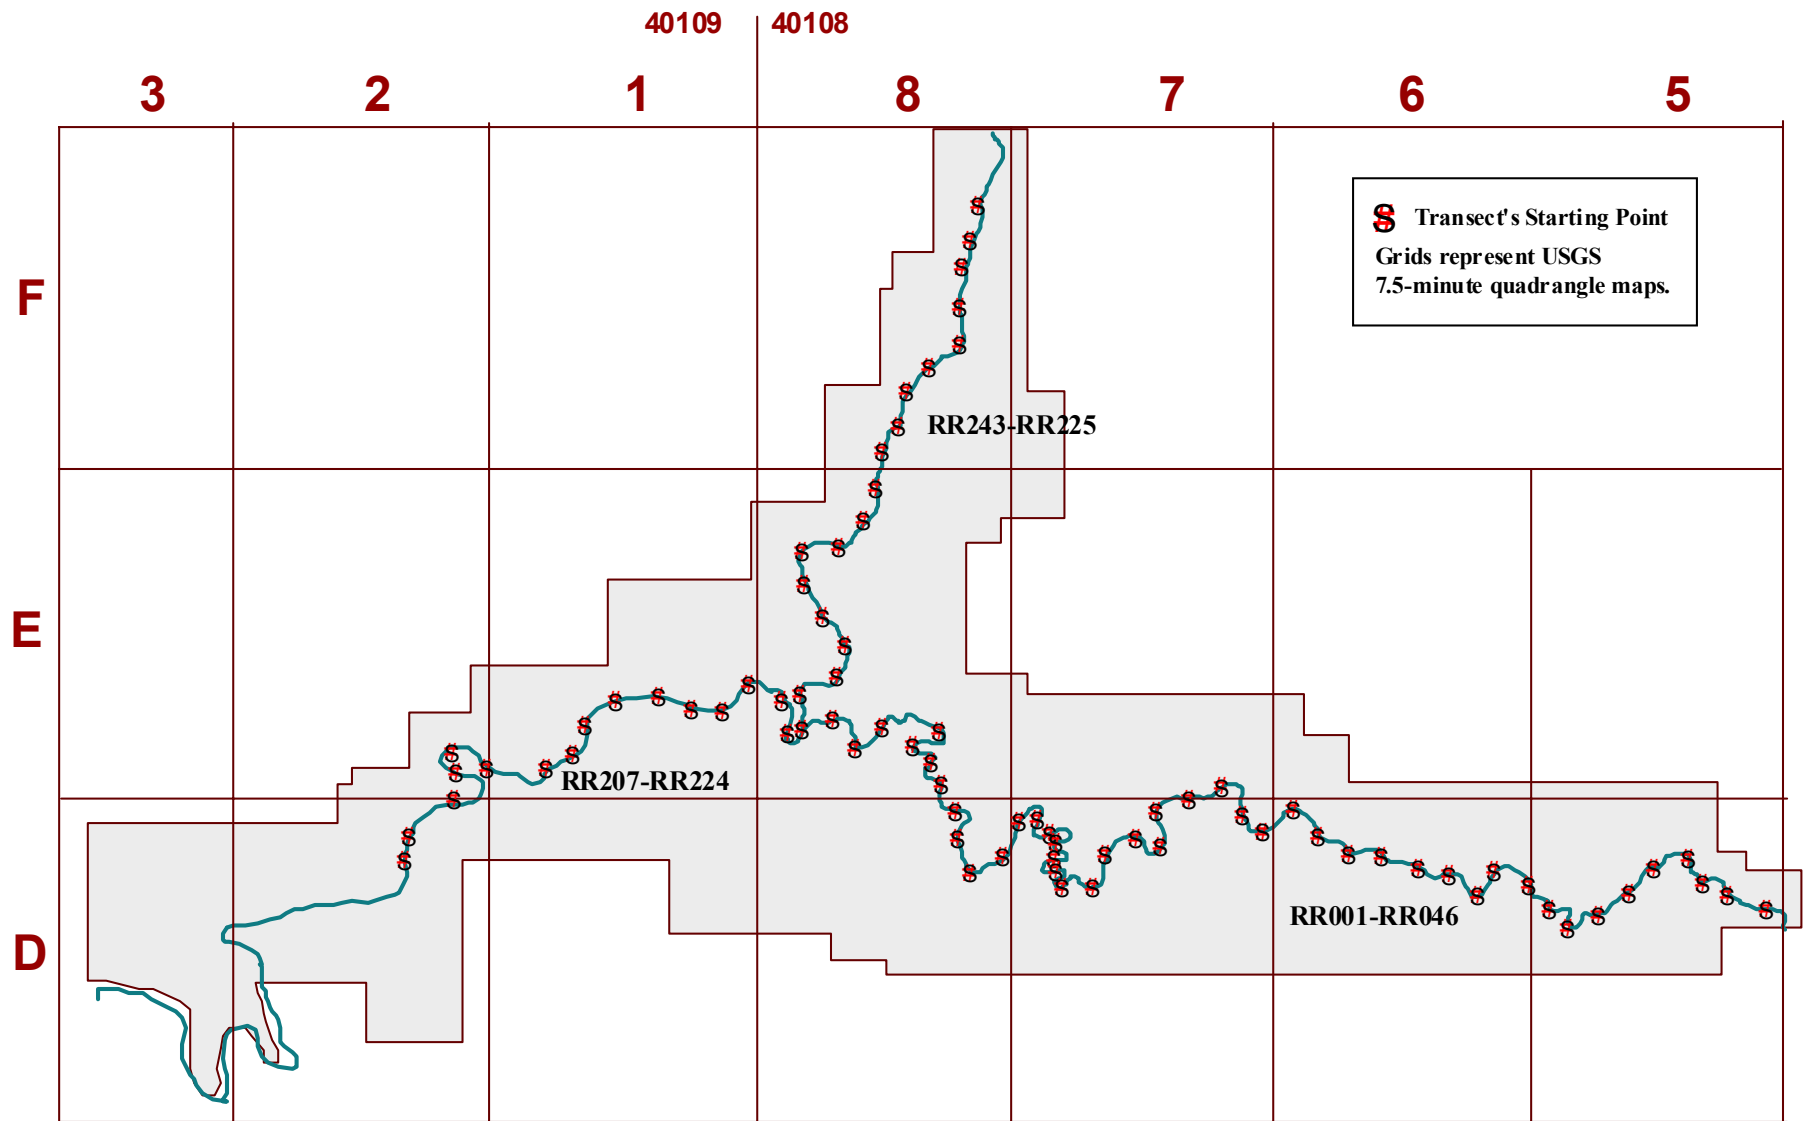 40109 40108
3 2 1 8 7 6 5
S Transect's Starting Point
Grids represent USGS
7.5-minute quadrangle maps.
F
RR243-RR225
E
RR207-RR224
RR001-RR046
D